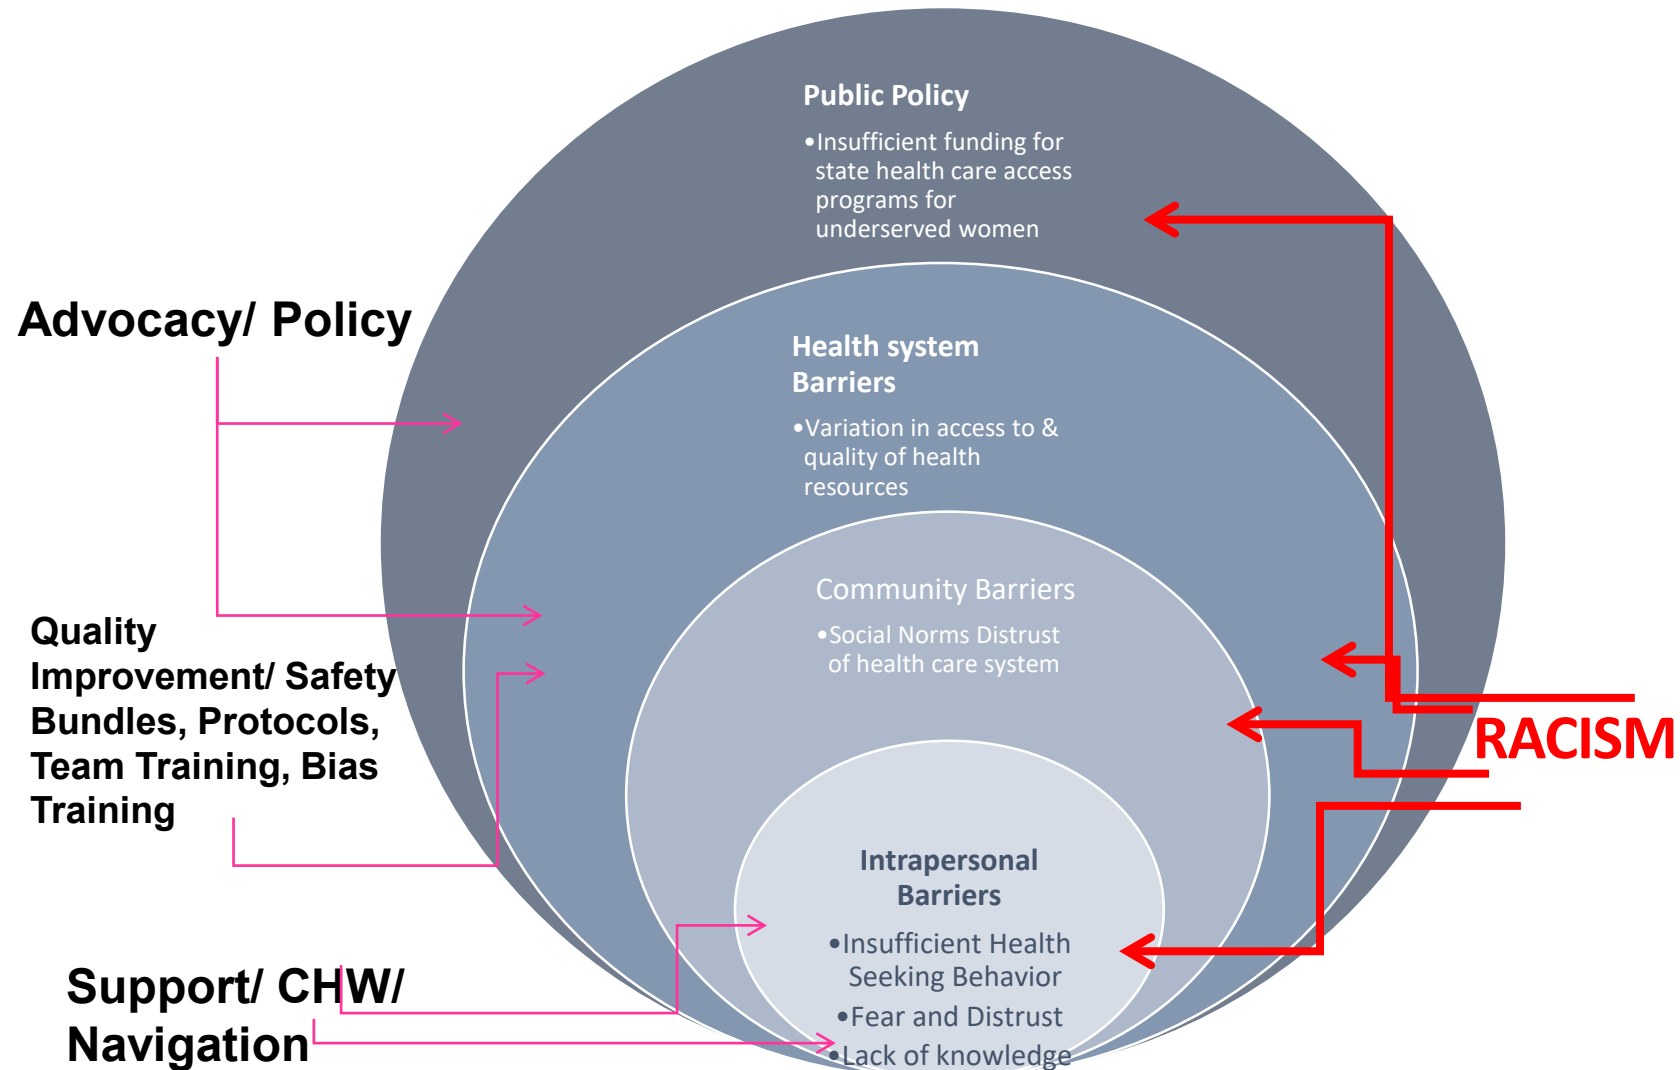 Public Policy
•Insufficient funding for
state health care access
programs for
underserved women
Advocacy/ Policy
Health system
Barriers
•Variation in access to &
quality of health
resources
Community Barriers
•Social Norms Distrust
of health care system
Quality
Improvement/ Safety
Bundles, Protocols,
Team Training, Bias
Training
RACISM
Intrapersonal
Barriers
•Insufficient Health
Seeking Behavior
•Fear and Distrust
•Lack of knowledge
Support/ CHW/
Navigation